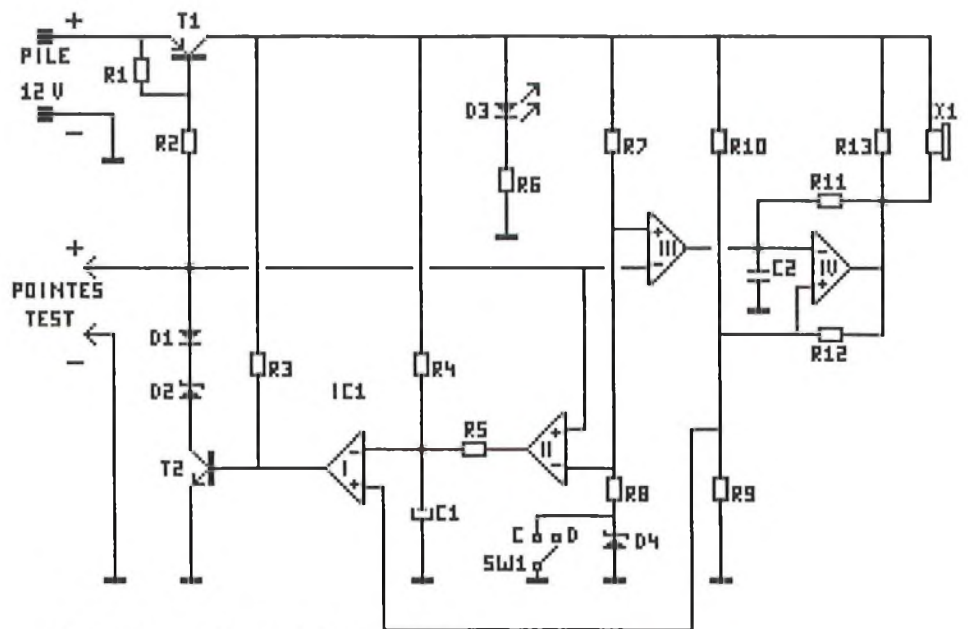 +
T1
PILE
R1
12 V
-
R2
D3
R6
R7
R10
R13
X1
R11
+
III
-
-
IV
+
C2
R12
+
POINTES
TEST
-
D1
D2
R3
R4
IC1
R5
+
II
-
-
I
+
T2
R8
R9
C1
C
D
D4
SW1